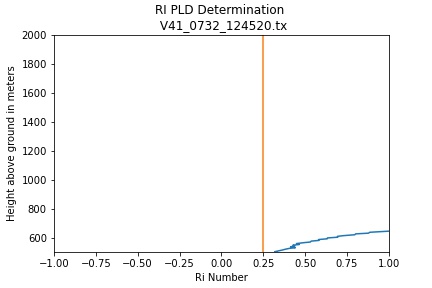 RI PLD Determination
V41_0732_124520.tx
2000
1800
1600
1400
1200
1000
800
600
Height above ground in meters
−1.00 −0.75 −0.50 −0.25 0.00 0.25 0.50 0.75 1.00
Ri Number